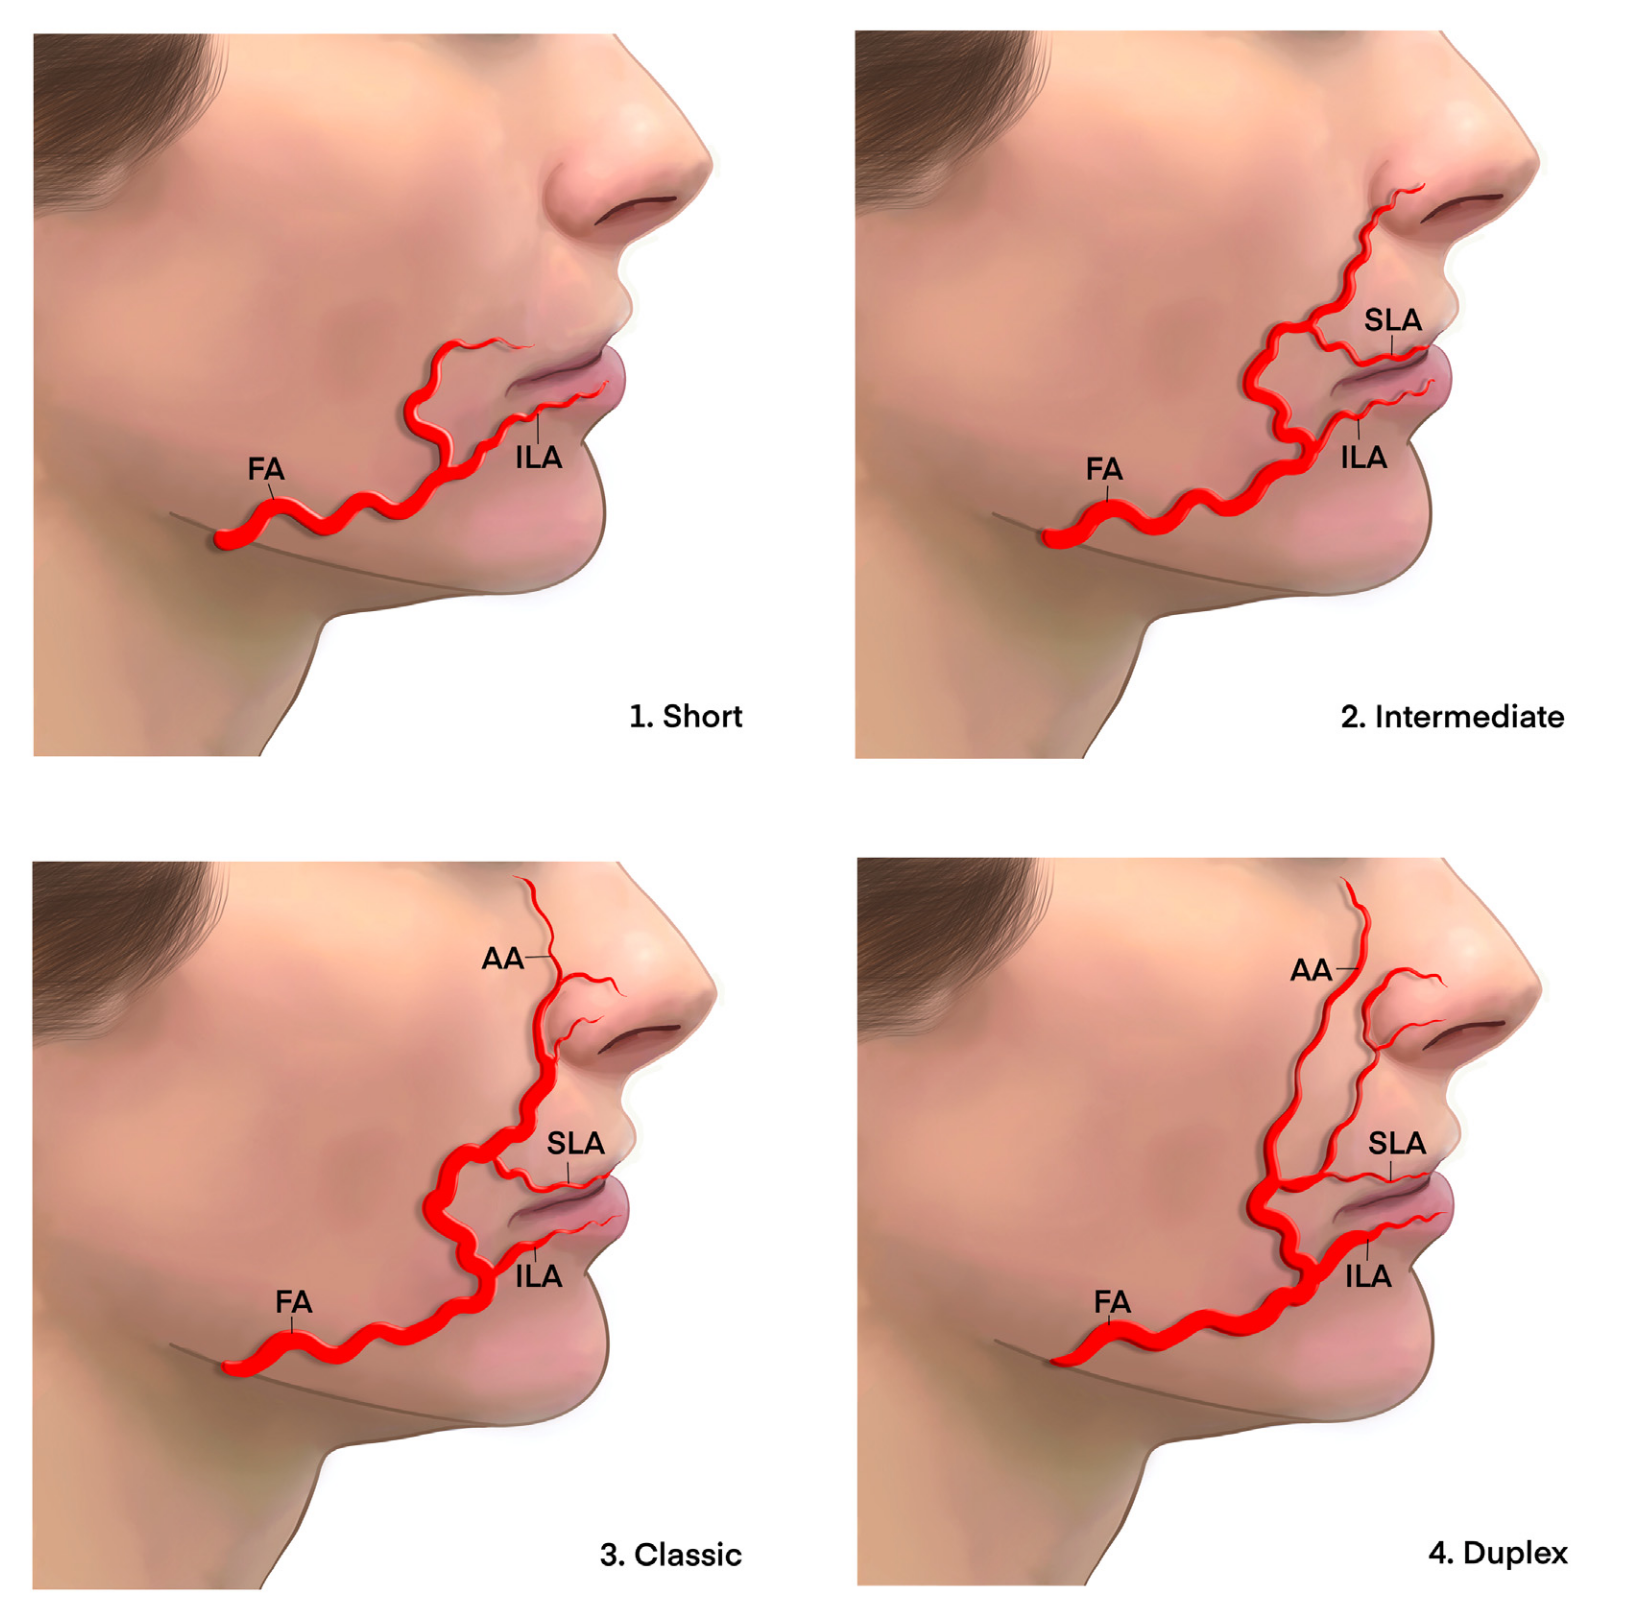 FA
ILA
1. Short
SLA
FA
ILA
2. Intermediate
AA
SLA
ILA
FA
3. Classic
AA
SLA
ILA
FA
4. Duplex